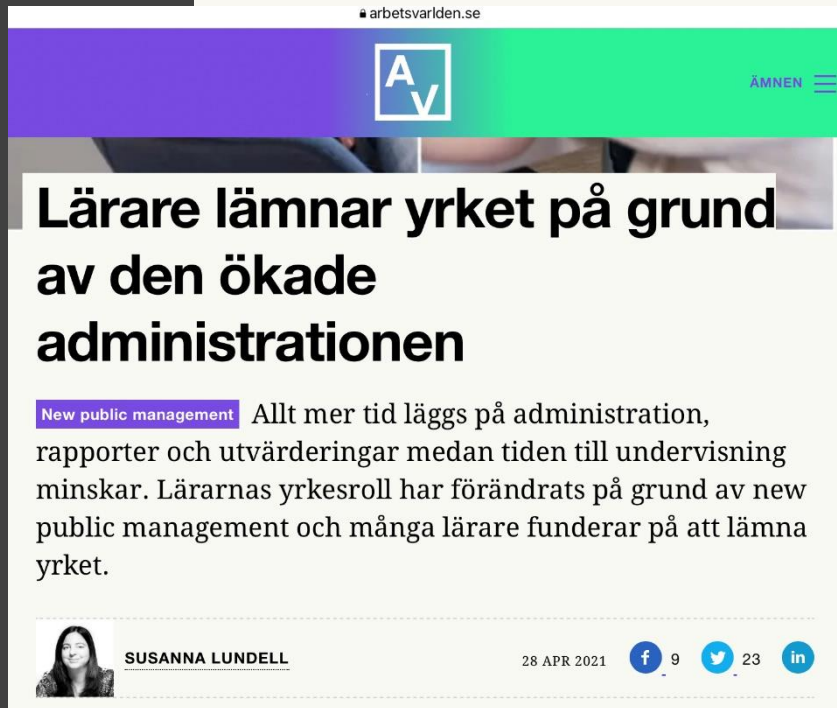 arbetsvarlden.se
A
V
ÄMNEN
Lärare lämnar yrket på grund
av den ökade
administrationen
New public management Allt mer tid läggs på administration,
rapporter och utvärderingar medan tiden till undervisning
minskar. Lärarnas yrkesroll har förändrats på grund av new
public management och många lärare funderar på att lämna
yrket.
SUSANNA LUNDELL 28 APR 2021 f 9 23 in